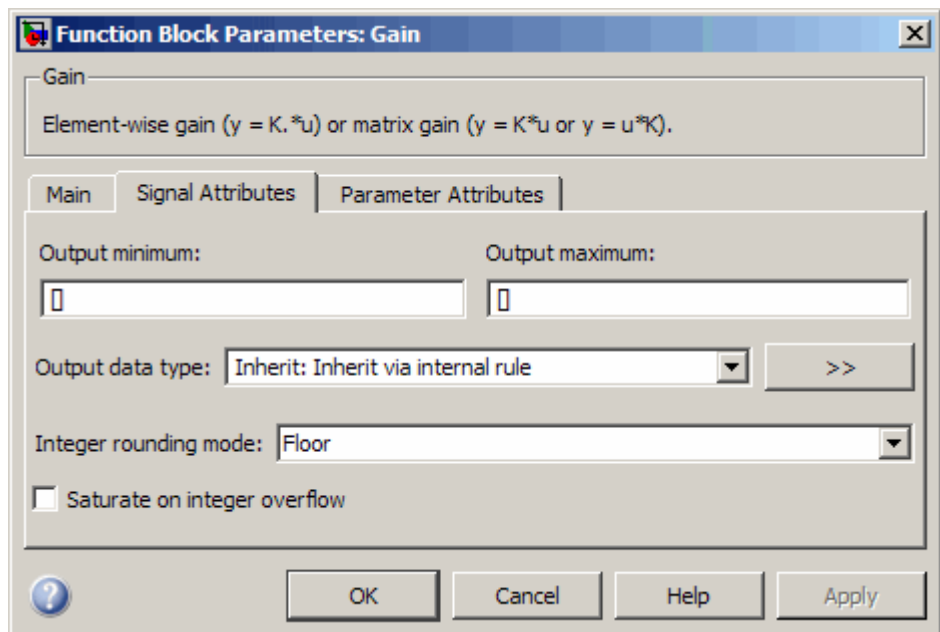 Function Block Parameters: Gain
Gain
Element-wise gain (y = K.*u) or matrix gain (y = K*u or y = u*K).
Main Signal Attributes Parameter Attributes
Output minimum: Output maximum:
[] []
Output data type: Inherit: Inherit via internal rule >>
Integer rounding mode: Floor
Saturate on integer overflow
? OK Cancel Help Apply